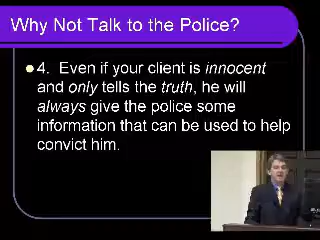 Why Not Talk to the Police?
4. Even if your client is innocent
and only tells the truth, he will
always give the police some
information that can be used to help
convict him.